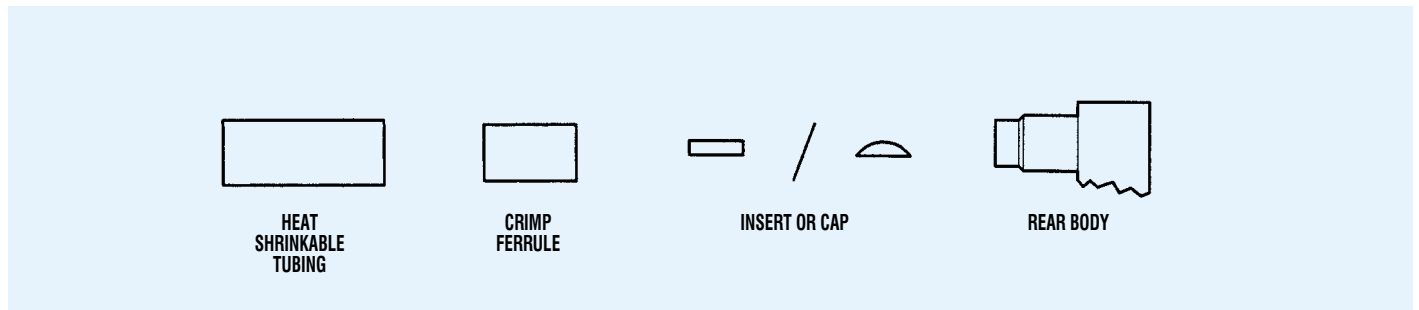 HEAT
SHRINKABLE
TUBING
CRIMP
FERRULE
INSERT OR CAP
REAR BODY